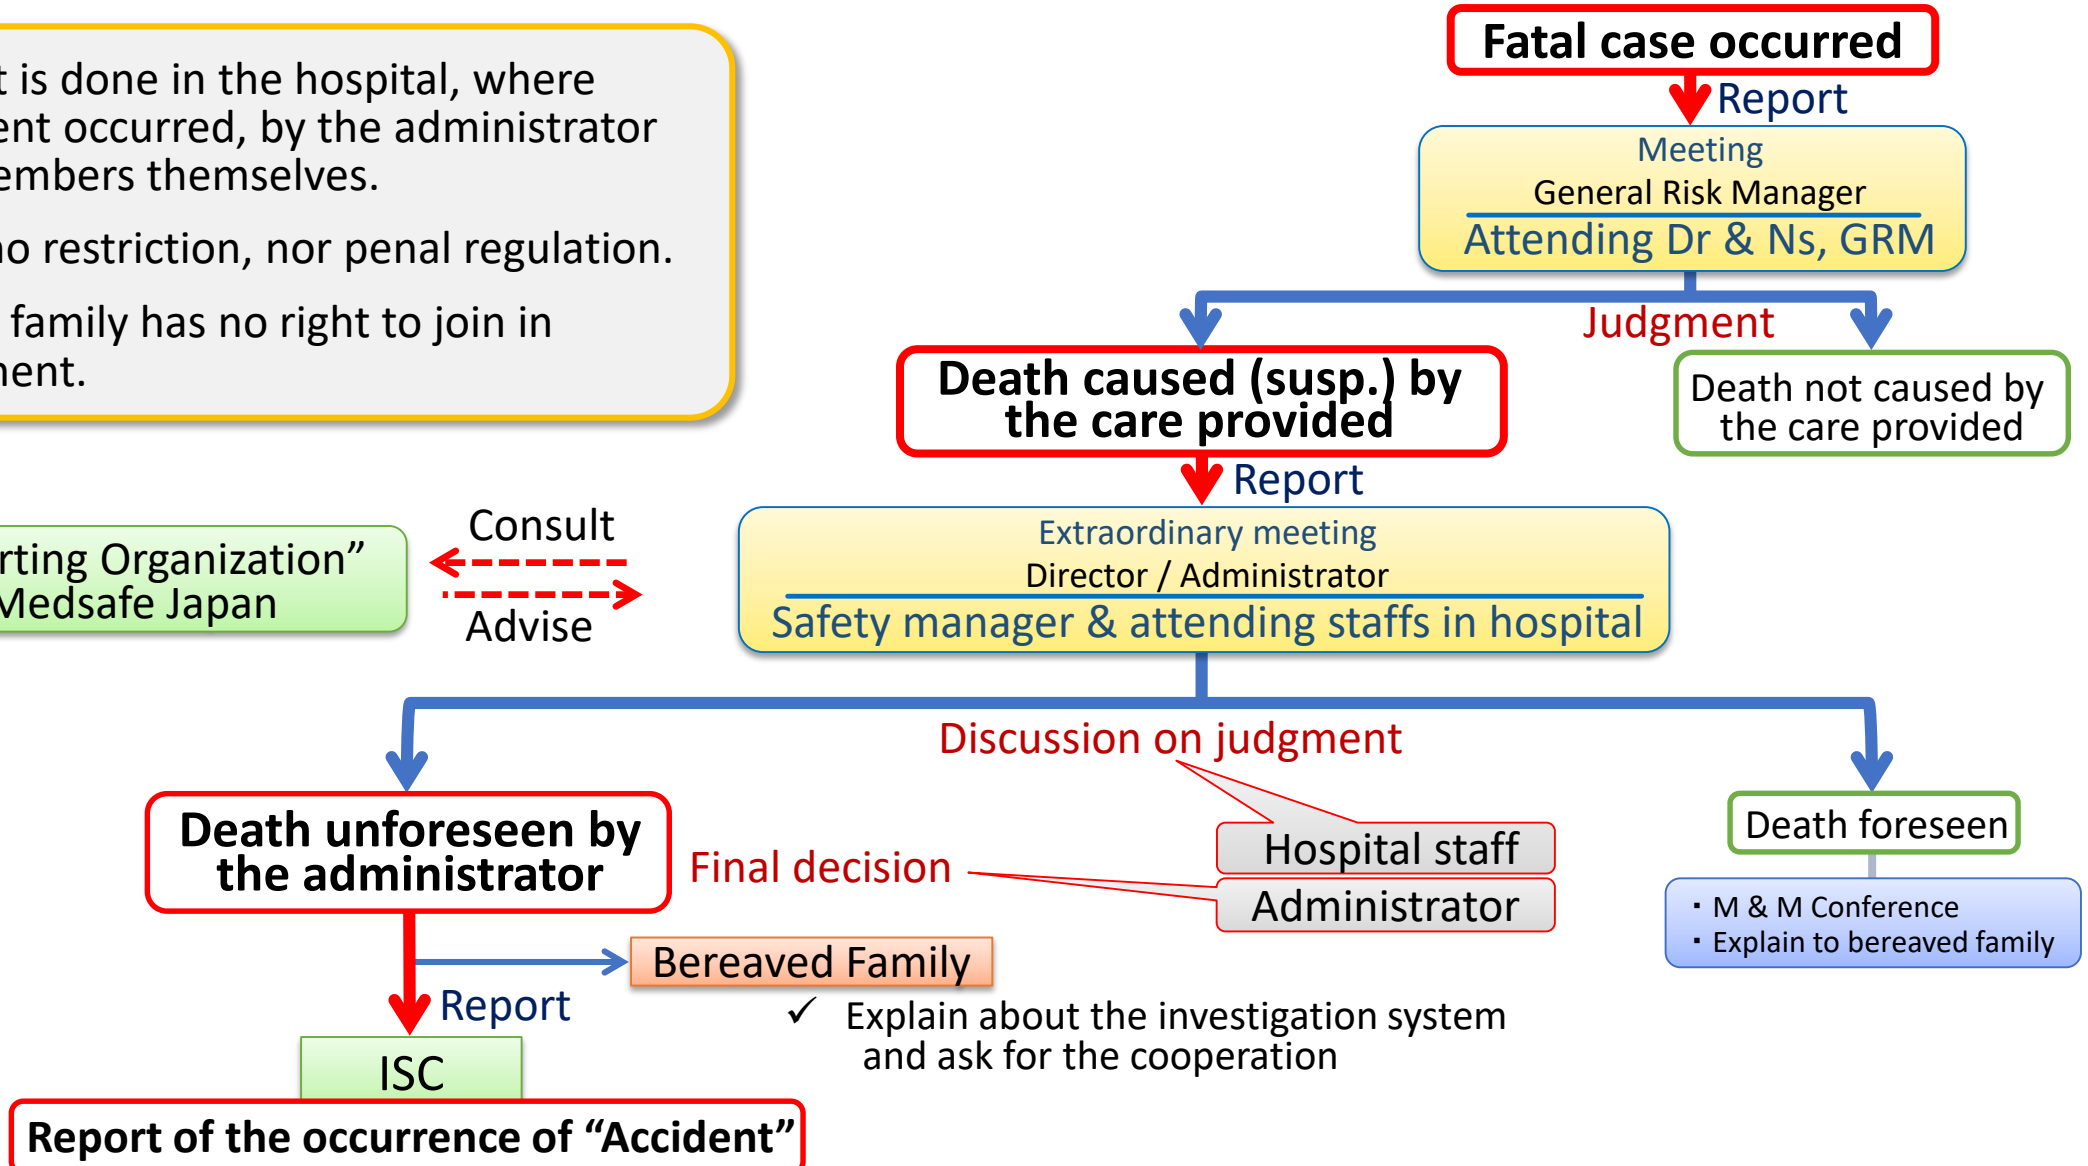 Fatal case occurred
Report
Meeting
General Risk Manager
Attending Dr & Ns, GRM
is done in the hospital, where
occurred, by the administrator
themselves.
no restriction, nor penal regulation.
family has no right to join in
Judgment
Death caused (susp.) by
the care provided
Death not caused by
the care provided
Report
Extraordinary meeting
Director / Administrator
Safety manager & attending staffs in hospital
Consult
Advise
Organization”
Medsafe Japan
Discussion on judgment
Hospital staff
Final decision
Administrator
Death unforeseen by
the administrator
Death foreseen
・M & M Conference
・Explain to bereaved family
Bereaved Family
✓ Explain about the investigation system
and ask for the cooperation
Report
ISC
Report of the occurrence of “Accident”